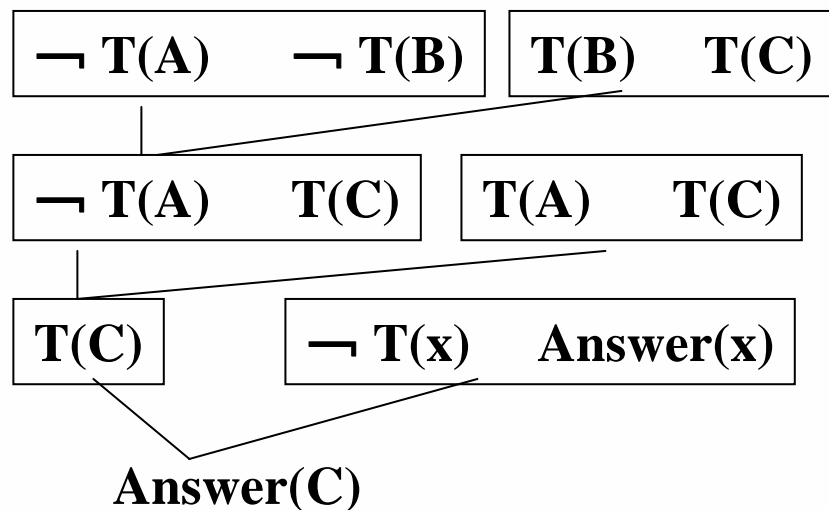 ¬ T(A) ¬ T(B) T(B) T(C)
¬ T(A) T(C) T(A) T(C)
T(C) ¬ T(x) Answer(x)
Answer(C)